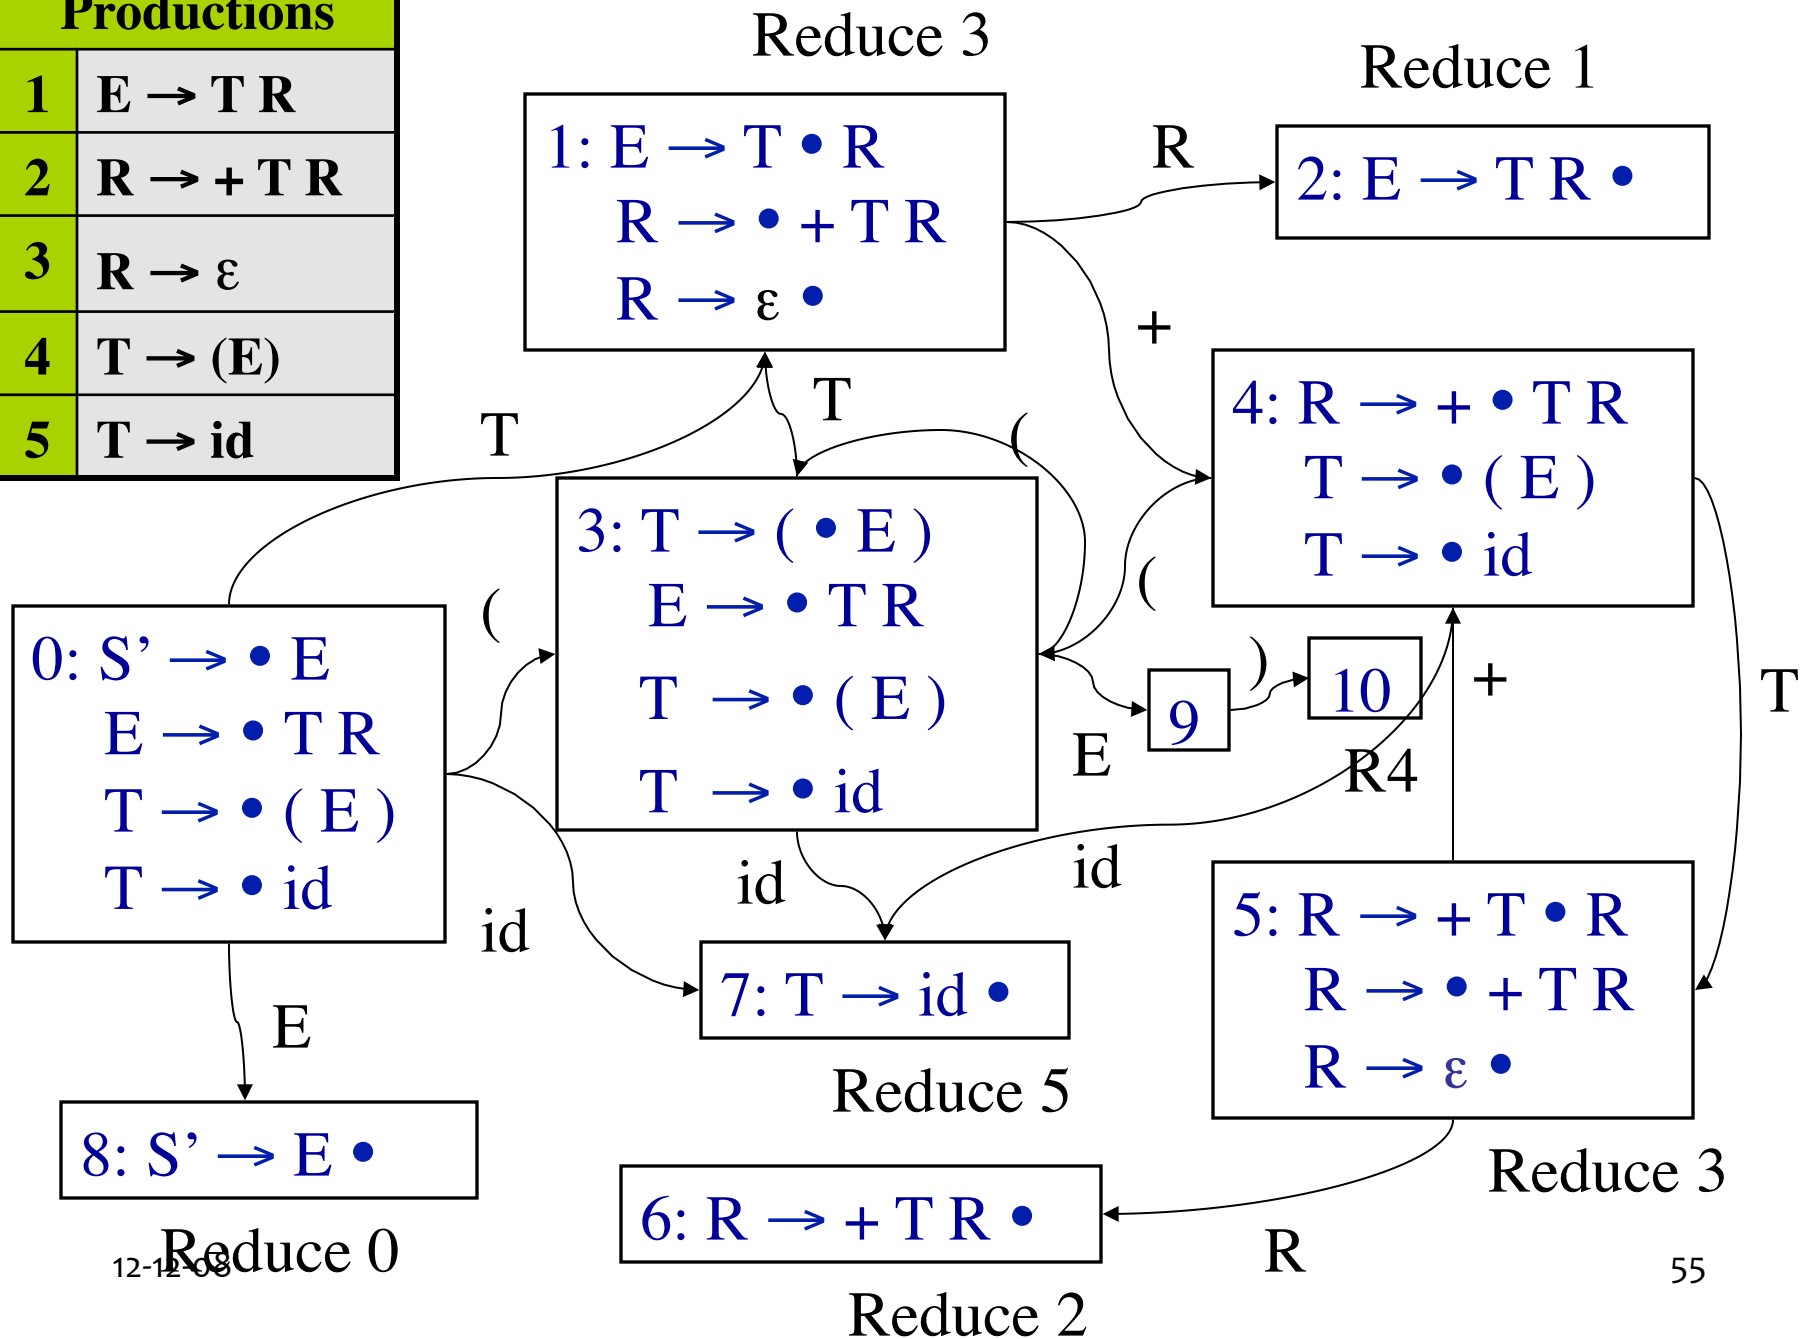 Productions
1 E → T R
2 R → + T R
3 R → ε
4 T → (E)
5 T → id
Reduce 3
1: E → T • R
R → • + T R
R → ε •
Reduce 1
2: E → T R •
R
+
T
T
(
(
(
4: R → + • T R
T → • ( E )
T → • id
3: T → ( • E )
E → • T R
T → • ( E )
T → • id
0: S’ → • E
E → • T R
T → • ( E )
T → • id
E
9
)
10
R4
+
T
id
id
id
5: R → + T • R
R → • + T R
R → ε •
Reduce 3
7: T → id •
Reduce 5
E
8: S’ → E •
Reduce 0
6: R → + T R •
Reduce 2
R
12-12-08
55